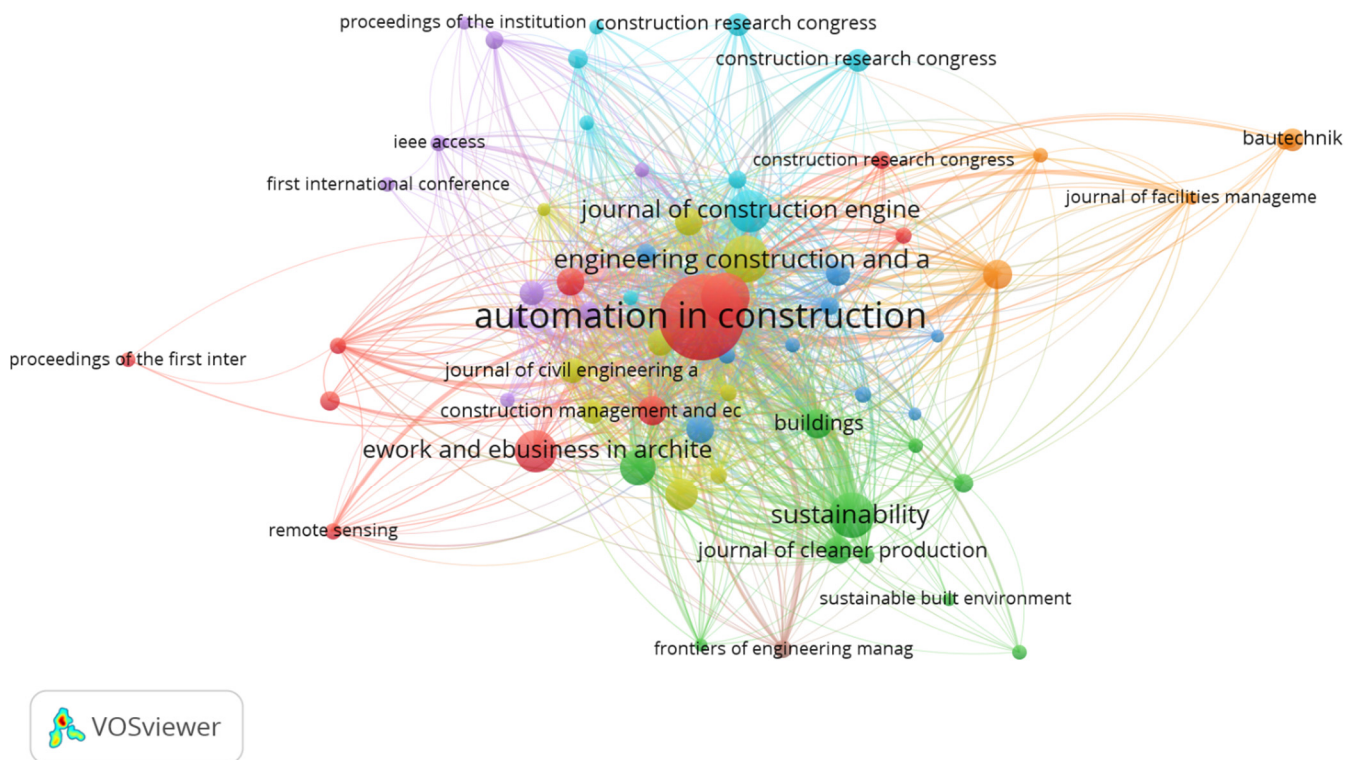 proceedings of the institution
construction research congress
construction research congress
bautechnik
ieee access
construction research congress
first international conference
journal of facilities manageme
journal of construction engine
engineering construction and a
automation in construction
proceedings of the first inter
journal of civil engineering a
construction management and ec
buildings
ework and ebusiness in archite
sustainability
remote sensing
journal of cleaner production
sustainable built environment
frontiers of engineering manag
VOSviewer